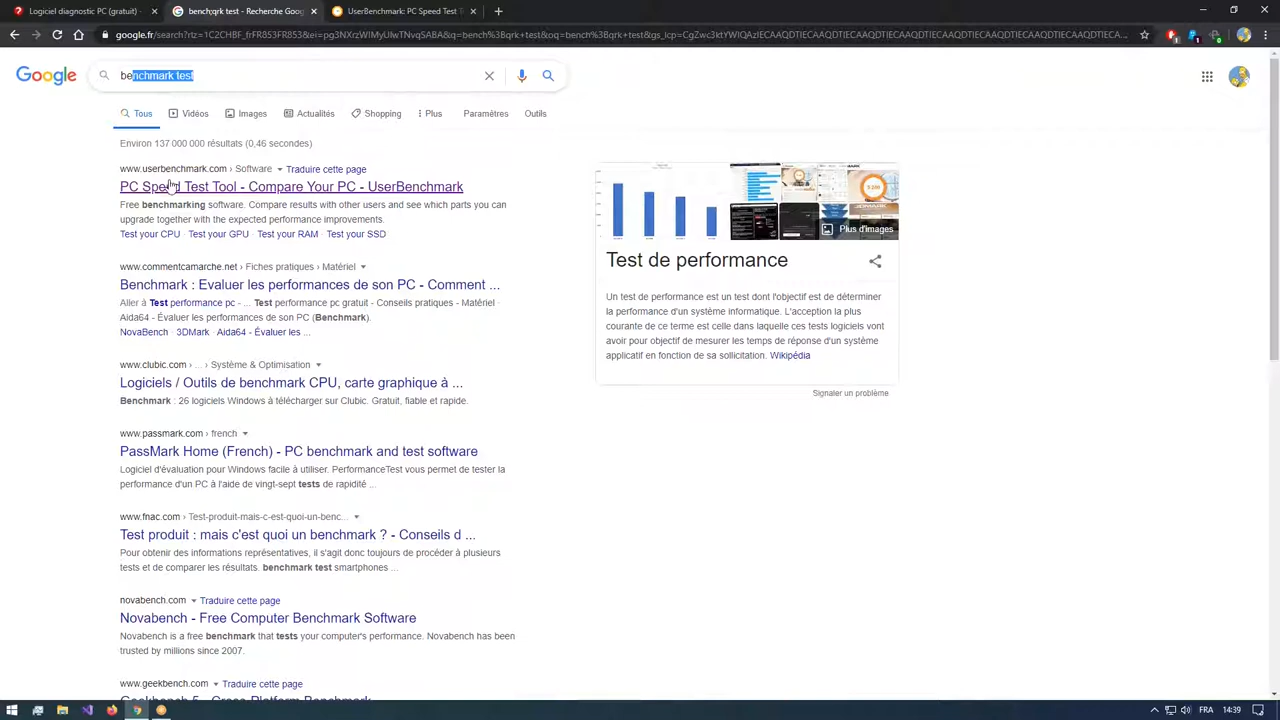 Logiciel diagnostic PC (gratuit) -
benchmark test - Google
UserBenchmark: PC Speed Test T
google.fr/search?rlz=1C2CHBF_frFR853FR853&ei=
Google
benchmark test
Tous
Vidéos
Images
Actualités
Shopping
Plus
Paramètres
Outils
Environ 137 000 000 résultats (0,46 secondes)
www.userbenchmark.com › Software Traduire cette page
PC Speed Test Tool - Compare Your PC - UserBenchmark
Free benchmarking software. Compare results with other users and see which parts you can
upgrade together with the expected performance improvements.
Test your CPU · Test your GPU · Test your RAM · Test your SSD
www.commentcamarche.net › Fiches pratiques › Matériel
Benchmark : Evaluer les performances de son PC - Comment ...
Aller à Test performance pc - ... Test performance pc gratuit - Conseils pratiques - Matériel ·
Aida64 - Évaluer les performances de son PC (Benchmark).
NovaBench · 3DMark · Aida64 - Évaluer les ...
www.clubic.com › ... › Système & Optimisation
Logiciels / Outils de benchmark CPU, carte graphique à ...
Benchmark : 26 logiciels Windows à télécharger sur Clubic. Gratuit, fiable et rapide.
www.passmark.com › french
PassMark Home (French) - PC benchmark and test software
Logiciel d'évaluation pour Windows facile à utiliser. PerformanceTest vous permet de tester la
performance d'un PC à l'aide de vingt-sept tests de rapidité ...
www.fnac.com › Test-produit-mais-c-est-quoi-un-benc...
Test produit : mais c'est quoi un benchmark ? - Conseils d ...
Pour obtenir des informations représentatives, il s'agit donc toujours de procéder à plusieurs
tests et de comparer les résultats. benchmark test smartphones ...
novabench.com Traduire cette page
Novabench - Free Computer Benchmark Software
Novabench is a free benchmark that tests your computer's performance. Novabench has been
trusted by millions since 2007.
www.geekbench.com Traduire cette page
Geekbench 5 - Cross-Platform Benchmark
Plus d'images
Test de performance
Un test de performance est un test dont l'objectif est de déterminer
la performance d'un système informatique. L'acception la plus
courante de ce terme est celle dans laquelle ces tests logiciels vont
avoir pour objectif de mesurer les temps de réponse d'un système
applicatif en fonction de sa sollicitation. Wikipédia
Signaler un problème
FRA
14:39